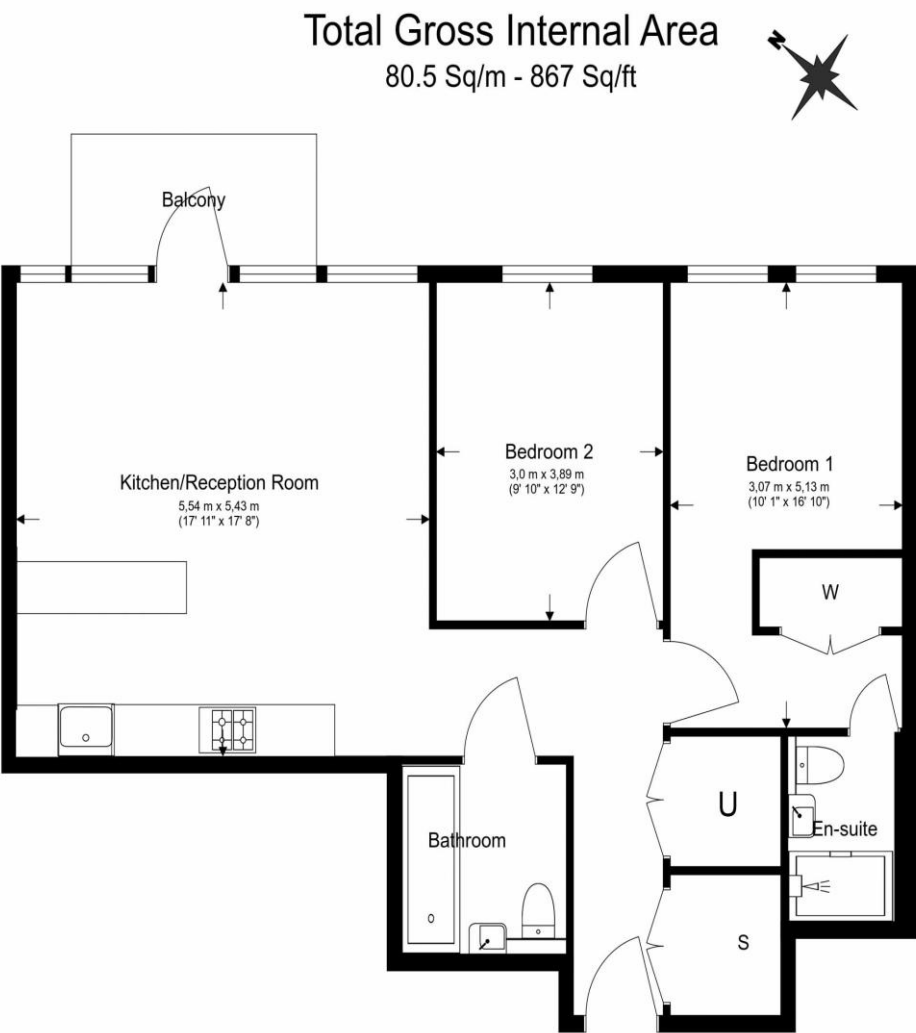 Total Gross Internal Area
80.5 Sq/m - 867 Sq/ft
N
Balcony
Kitchen/Reception Room
5,54 m x 5,43 m
(17' 11" x 17' 8")
Bedroom 2
3,0 m x 3,89 m
(9' 10" x 12' 9")
Bedroom 1
3,07 m x 5,13 m
(10' 1" x 16' 10")
W
U
En-suite
Bathroom
S